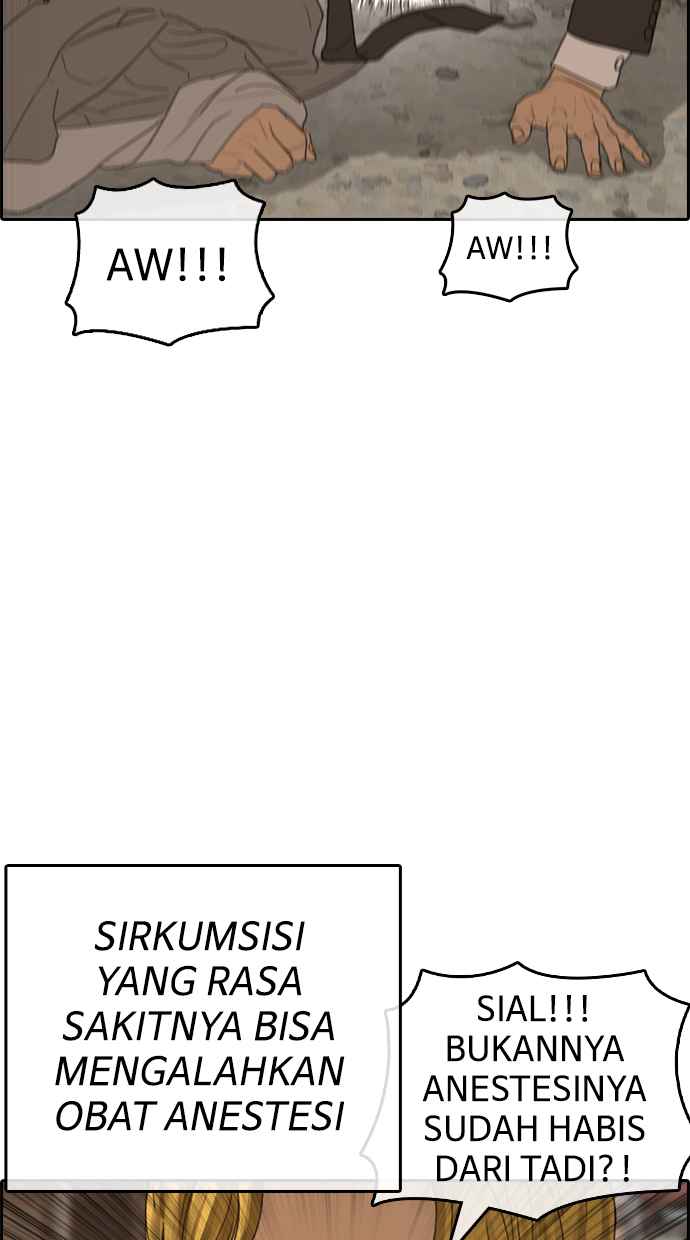 AW!!!
AW!!!
SIRKUMSISI
YANG RASA
SAKITNYA BISA
MENGALAHKAN
OBAT ANESTESI
SIAL!!!
BUKANNYA
ANESTESINYA
SUDAH HABIS
DARI TADI?!